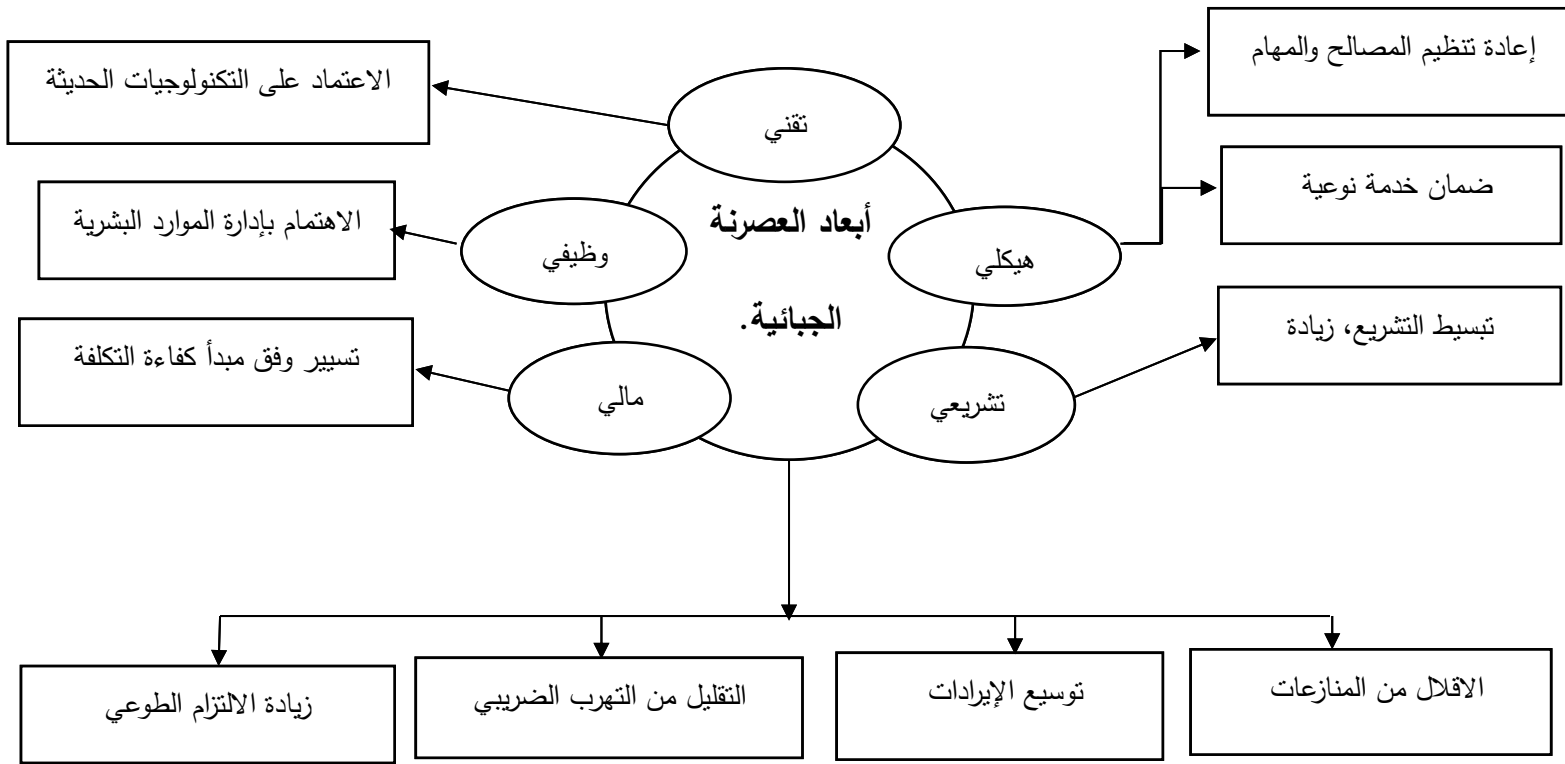 إعادة تنظيم المصالح والمهام
الاعتماد على التكنولوجيات الحديثة
تقني
ضمان خدمة نوعية
أبعاد العصرنة
الاهتمام بإدارة الموارد البشرية
هيكلي
وظيفي
الجبائية.
تبسيط التشريع، زيادة
تسيير وفق مبدأ كفاءة التكلفة
تشريعي
مالي
الاقلال من المنازعات
توسيع الإيرادات
التقليل من التهرب الضريبي
زيادة الالتزام الطوعي